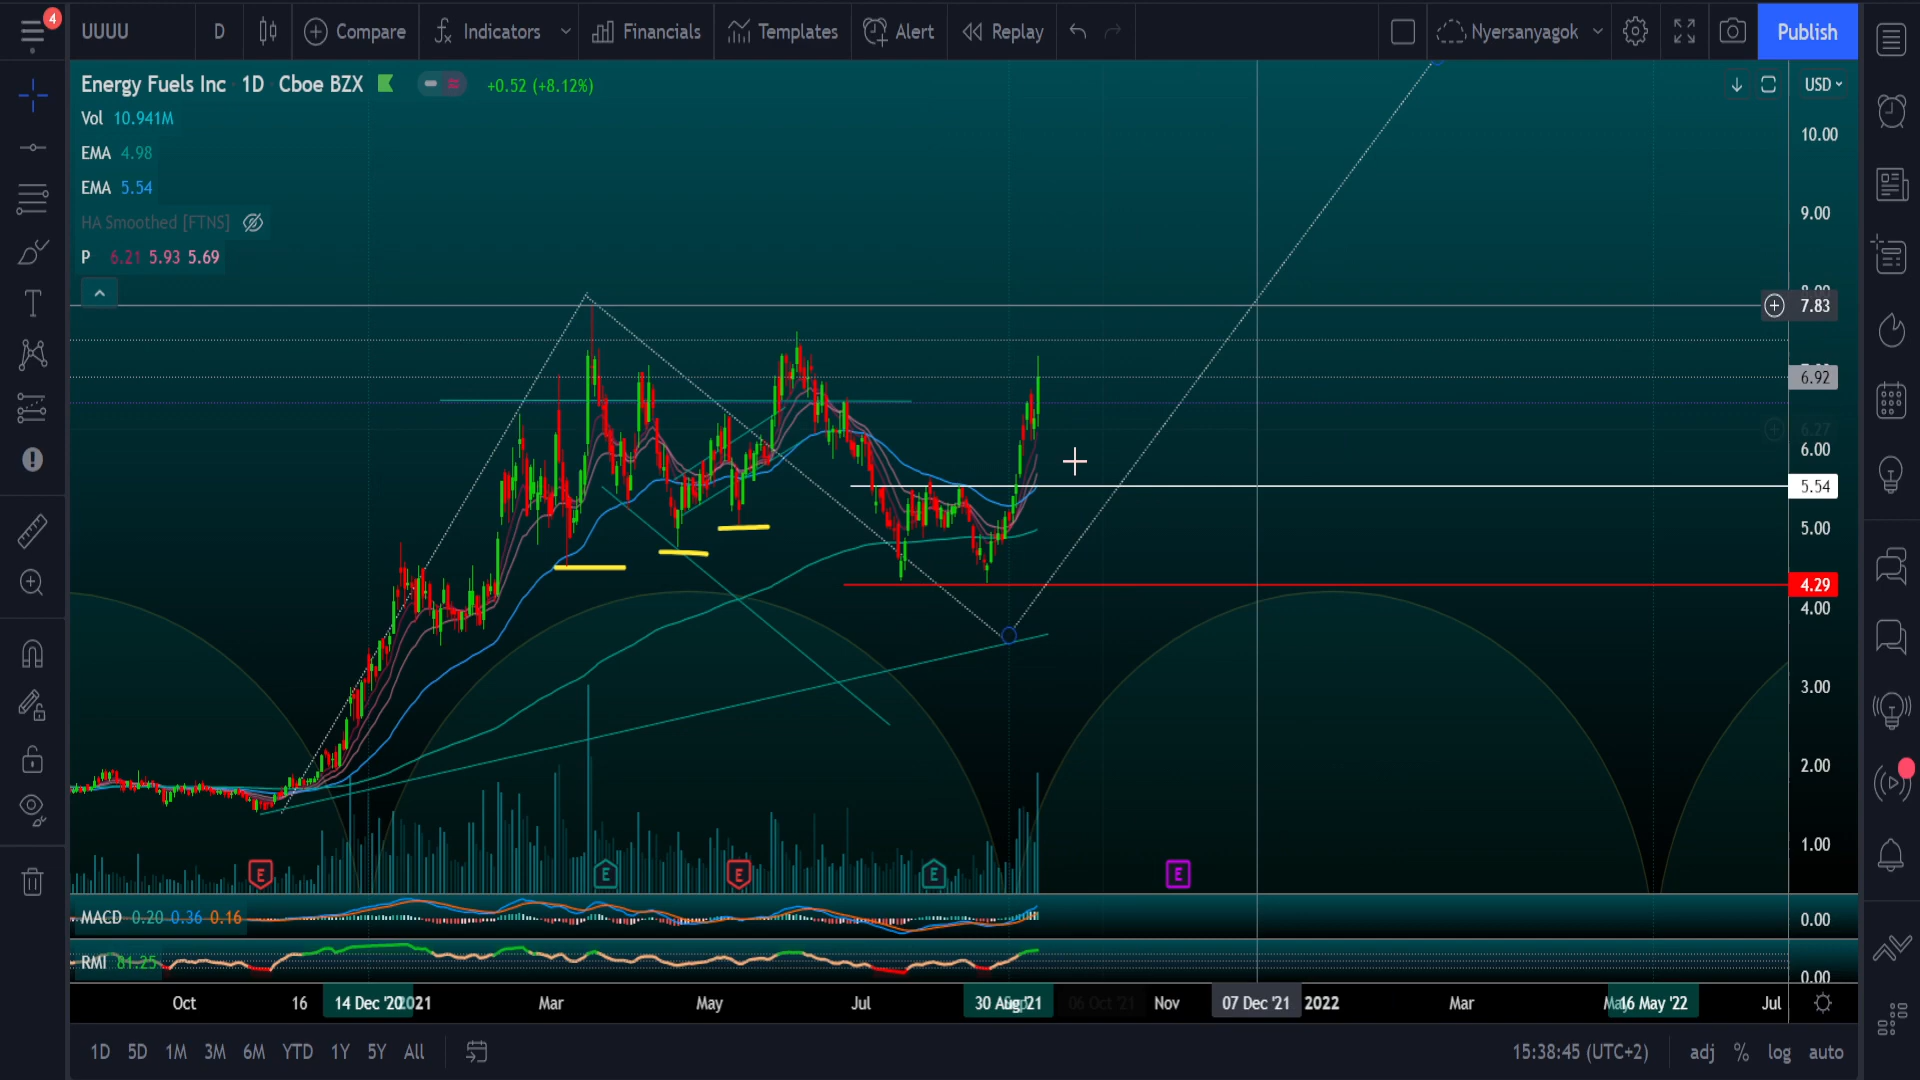 4
UUUU
D
Compare
Indicators
Financials
Templates
Alert
Replay
Nyersanyagok
Publish
Energy Fuels Inc · 1D · Cboe BZX
+0.52 (+8.12%)
USD
Vol 10.941M
EMA 4.98
EMA 5.54
HA Smoothed [FTNS]
P 6.21 5.93 5.69
10.00
9.00
7.83
6.92
6.27
6.00
5.54
5.00
4.29
4.00
3.00
2.00
1.00
E
E
E
E
E
MACD 0.20 0.36 0.16
0.00
RMI 81.25
0.00
Oct
16
14 Dec '20
2021
Mar
May
Jul
30 Aug'21
06 Oct '21
Nov
07 Dec '21
2022
Mar
16 May '22
Jul
1D 5D 1M 3M 6M YTD 1Y 5Y All
15:38:45 (UTC+2)
adj
%
log
auto